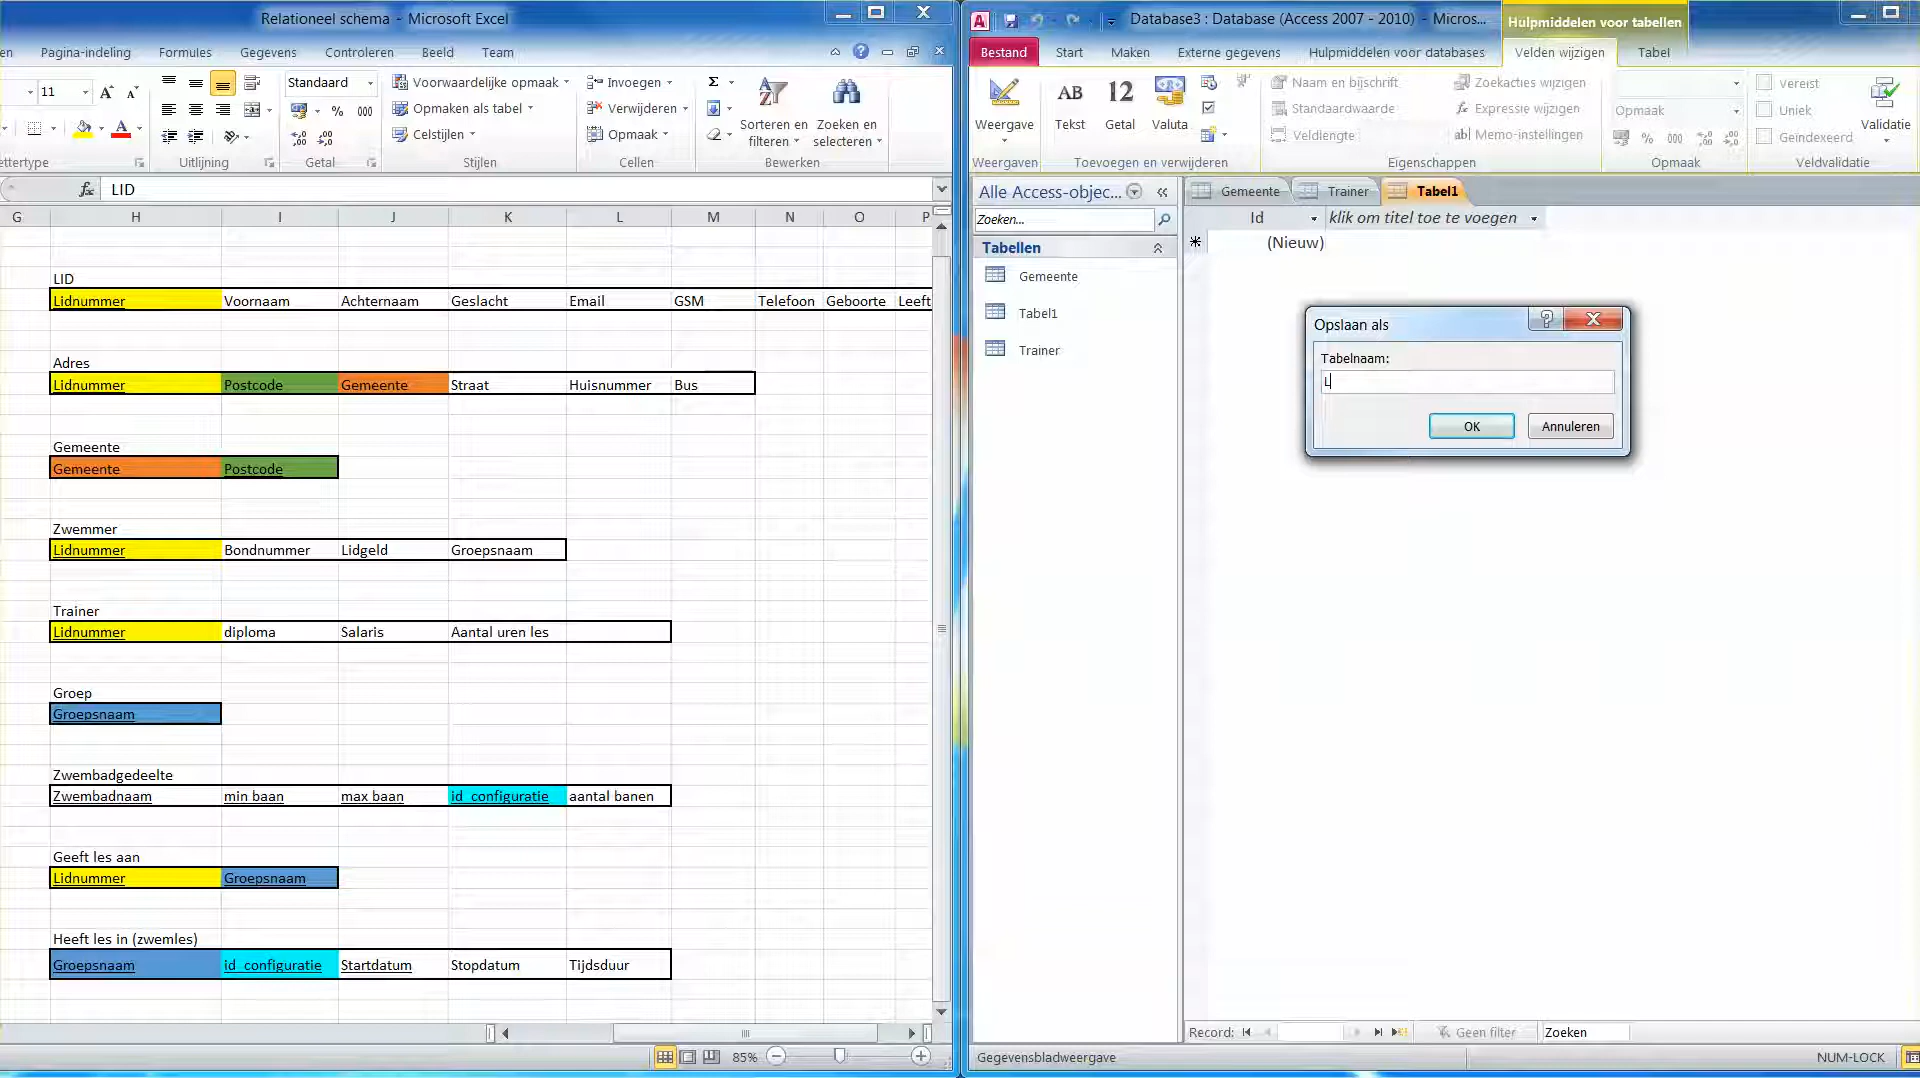 Relationeel schema - Microsoft Excel
Pagina-indeling Formules Gegevens Controleren Beeld Team
11 Standaard Voorwaardelijke opmaak Invoegen Σ
% 000 Opmaken als tabel Verwijderen
Celstijlen Opmaak
Sorteren en filteren Zoeken en selecteren
Uitlijning Getal Stijlen Cellen Bewerken
fx LID
G H I J K L M N O P
LID
Lidnummer Voornaam Achternaam Geslacht Email GSM Telefoon Geboorte Leeft
Adres
Lidnummer Postcode Gemeente Straat Huisnummer Bus
Gemeente
Gemeente Postcode
Zwemmer
Lidnummer Bondnummer Lidgeld Groepsnaam
Trainer
Lidnummer diploma Salaris Aantal uren les
Groep
Groepsnaam
Zwembadgedeelte
Zwembadnaam min baan max baan id_configuratie aantal banen
Geeft les aan
Lidnummer Groepsnaam
Heeft les in (zwemles)
Groepsnaam id_configuratie Startdatum Stopdatum Tijdsduur
85%
Database3 : Database (Access 2007 - 2010) - Micros...
Hulpmiddelen voor tabellen
Bestand Start Maken Externe gegevens Hulpmiddelen voor databases Velden wijzigen Tabel
Weergave
AB Tekst
12 Getal
Valuta
Naam en bijschrift Zoekacties wijzigen
Standaardwaarde fx Expressie wijzigen
Veldlengte ab| Memo-instellingen
Opmaak
% 000
Vereist
Uniek
Geïndexeerd
Validatie
Weergaven Toevoegen en verwijderen Eigenschappen Opmaak Veldvalidatie
Alle Access-objec... «
Zoeken...
Tabellen
Gemeente
Tabel1
Trainer
Gemeente Trainer Tabel1
Id klik om titel toe te voegen
(Nieuw)
Opslaan als
Tabelnaam:
L
OK Annuleren
Record: Geen filter Zoeken
Gegevensbladweergave NUM-LOCK